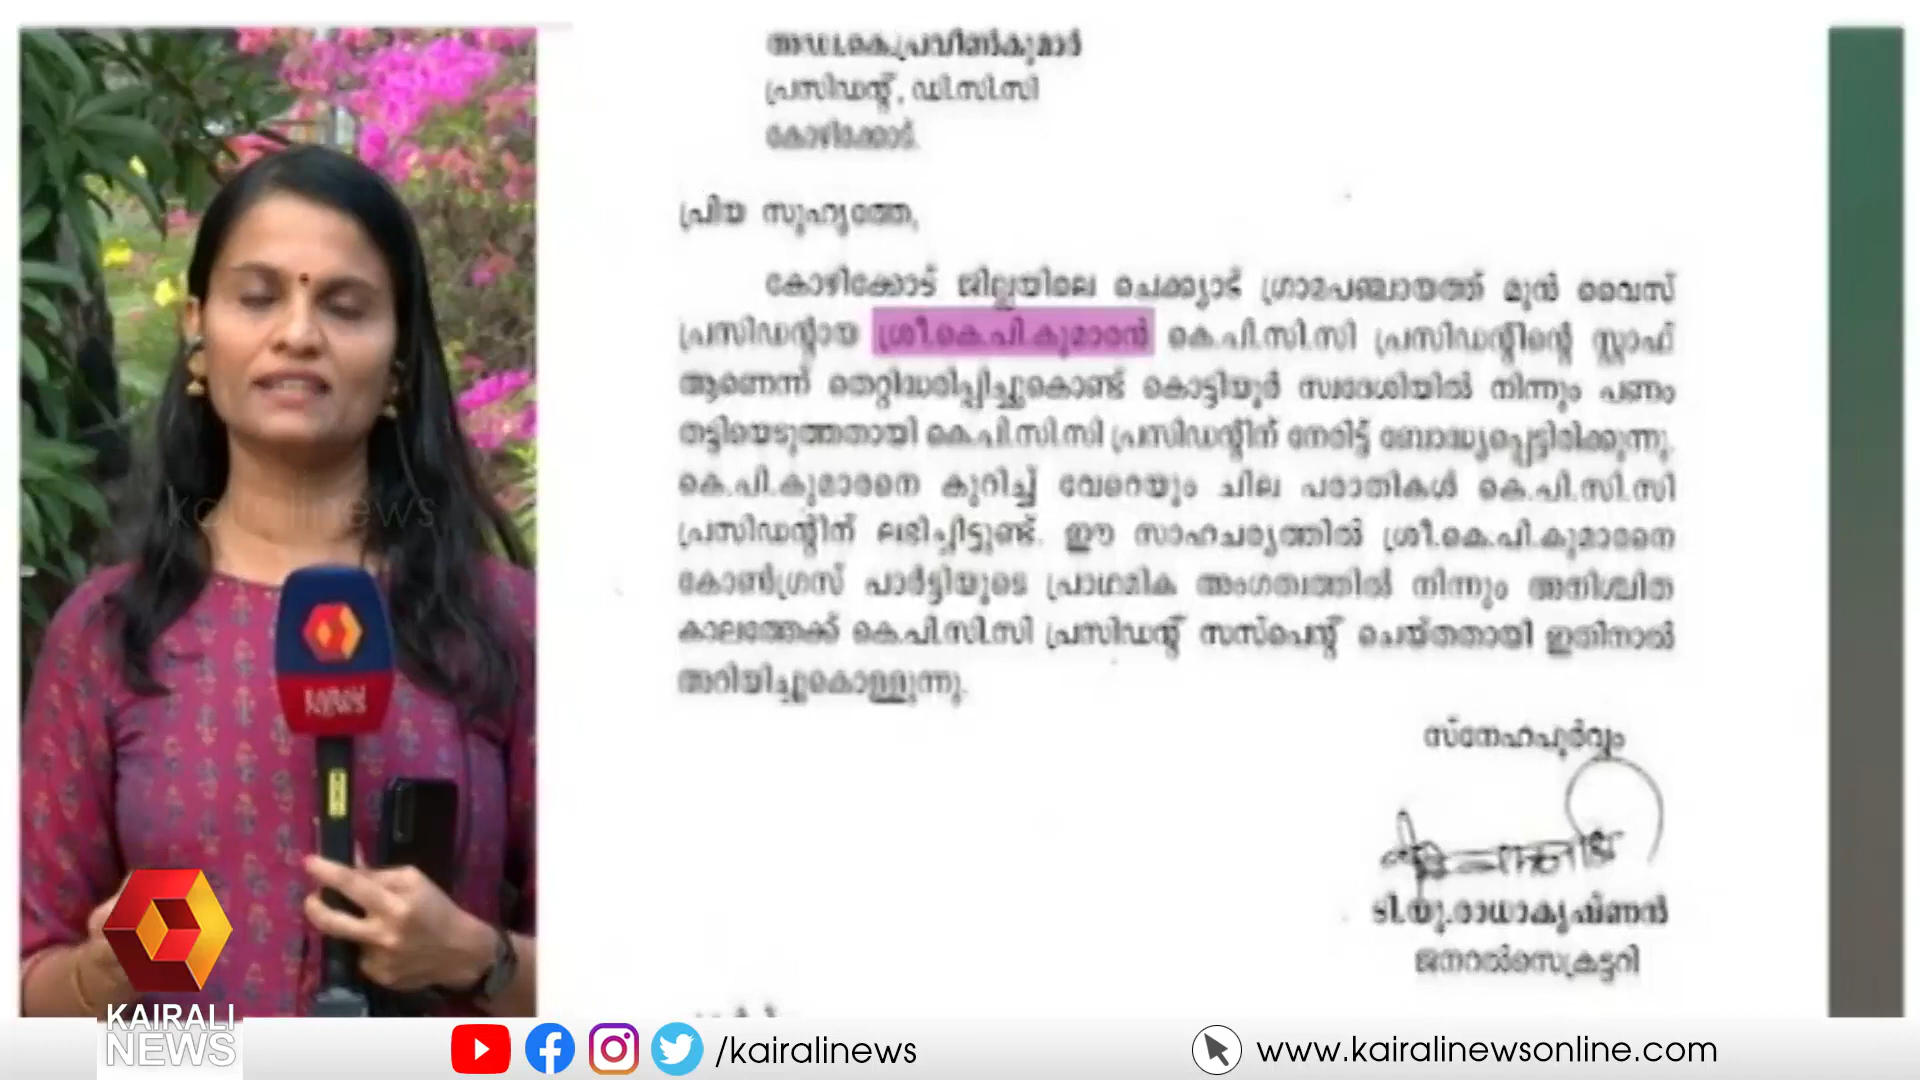 അഡ്വ.കെ.പ്രവീൺകുമാർ
പ്രസിഡന്റ്, ഡി.സി.സി
കോഴിക്കോട്.
പ്രിയ സുഹൃത്തേ,
കോഴിക്കോട് ജില്ലയിലെ ചെക്യാട് ഗ്രാമപഞ്ചായത്ത് മുൻ വൈസ്
പ്രസിഡന്റായ ശ്രീ.കെ.പി.കുമാരൻ കെ.പി.സി.സി പ്രസിഡന്റിന്റെ സ്റ്റാഫ്
ആണെന്ന് തെറ്റിദ്ധരിപ്പിച്ചുകൊണ്ട് കൊട്ടിയൂർ സ്വദേശിയിൽ നിന്നും പണം
തട്ടിയെടുത്തതായി കെ.പി.സി.സി പ്രസിഡന്റിന് നേരിട്ട് ബോദ്ധ്യപ്പെട്ടിരിക്കുന്നു.
കെ.പി.കുമാരനെ കുറിച്ച് വേറെയും ചില പരാതികൾ കെ.പി.സി.സി
പ്രസിഡന്റിന് ലഭിച്ചിട്ടുണ്ട്. ഈ സാഹചര്യത്തിൽ ശ്രീ.കെ.പി.കുമാരനെ
കോൺഗ്രസ് പാർട്ടിയുടെ പ്രാഥമിക അംഗത്വത്തിൽ നിന്നും അനിശ്ചിത
കാലത്തേക്ക് കെ.പി.സി.സി പ്രസിഡന്റ് സസ്പെന്റ് ചെയ്തതായി ഇതിനാൽ
അറിയിച്ചുകൊള്ളുന്നു.
സ്നേഹപൂർവ്വം
ടി.യു.രാധാകൃഷ്ണൻ
ജനറൽസെക്രട്ടറി
kairalinews
KAIRALI
NEWS
KAIRALI
NEWS
/kairalinews
www.kairalinewsonline.com